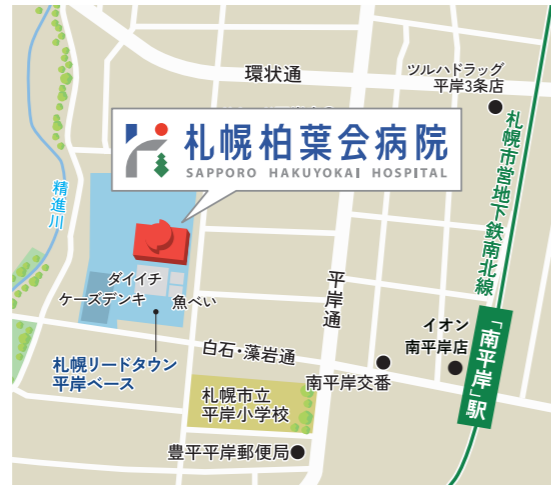 環状通
ツルハドラッグ
平岸3条店
札幌柏葉会病院
SAPPORO HAKUYOKAI HOSPITAL
札幌市営地下鉄南北線
精進川
ダイイチ
ケーズデンキ
魚べい
平岸通
イオン
南平岸店
「南平岸」駅
白石・藻岩通
札幌リードタウン
平岸ベース
南平岸交番
札幌市立
平岸小学校
豊平平岸郵便局